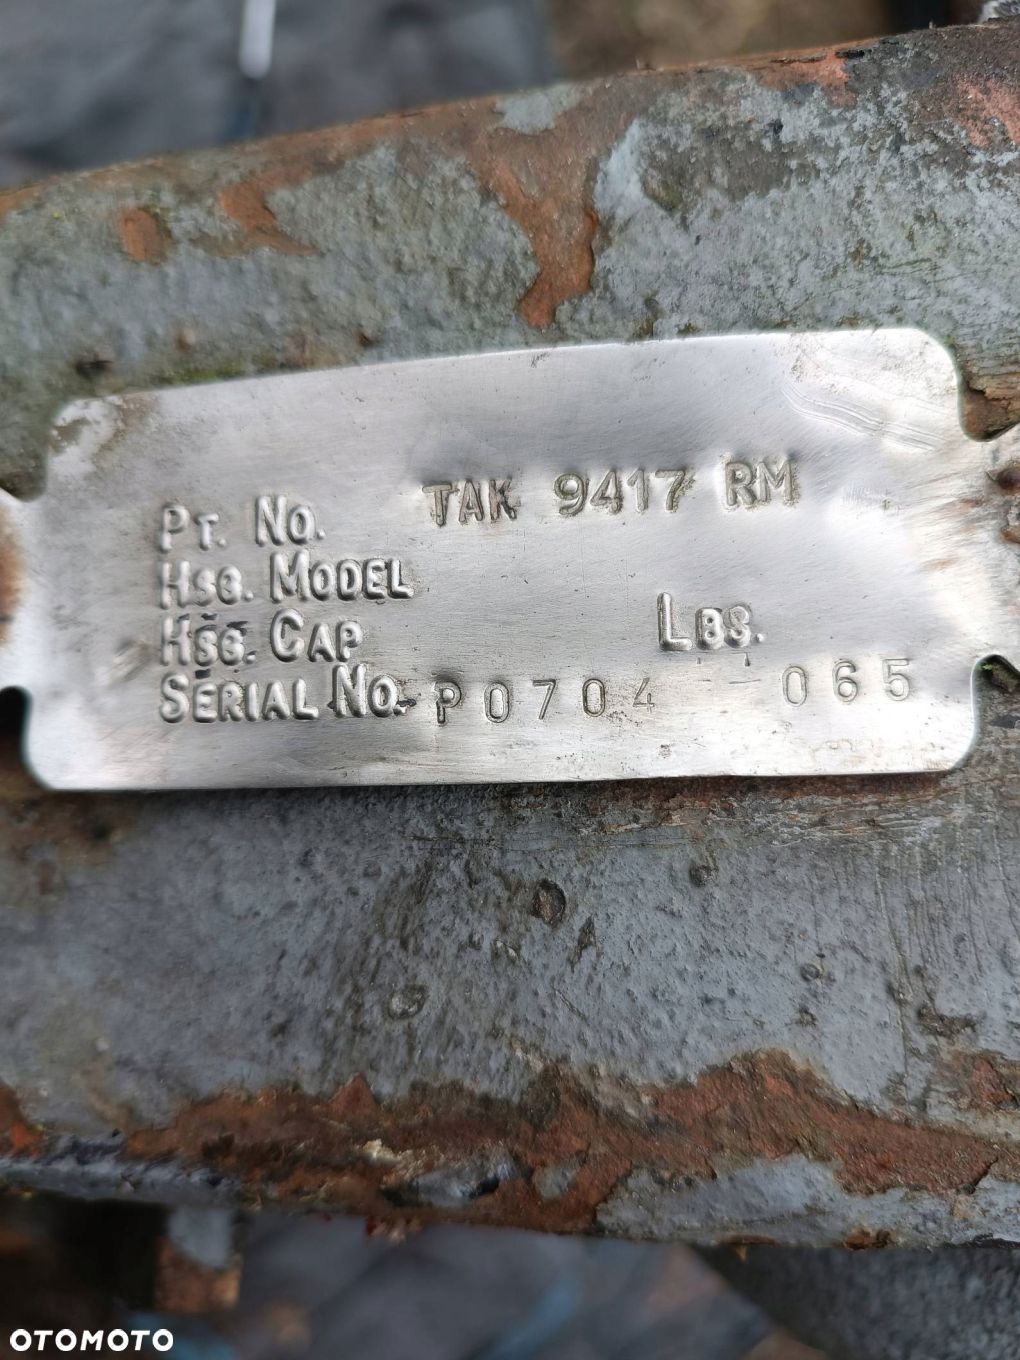 Pt. No. TAK 9417 RM
Hsg. Model
Hsg. Cap Lbs.
Serial No. P0704 065
OTOMOTO